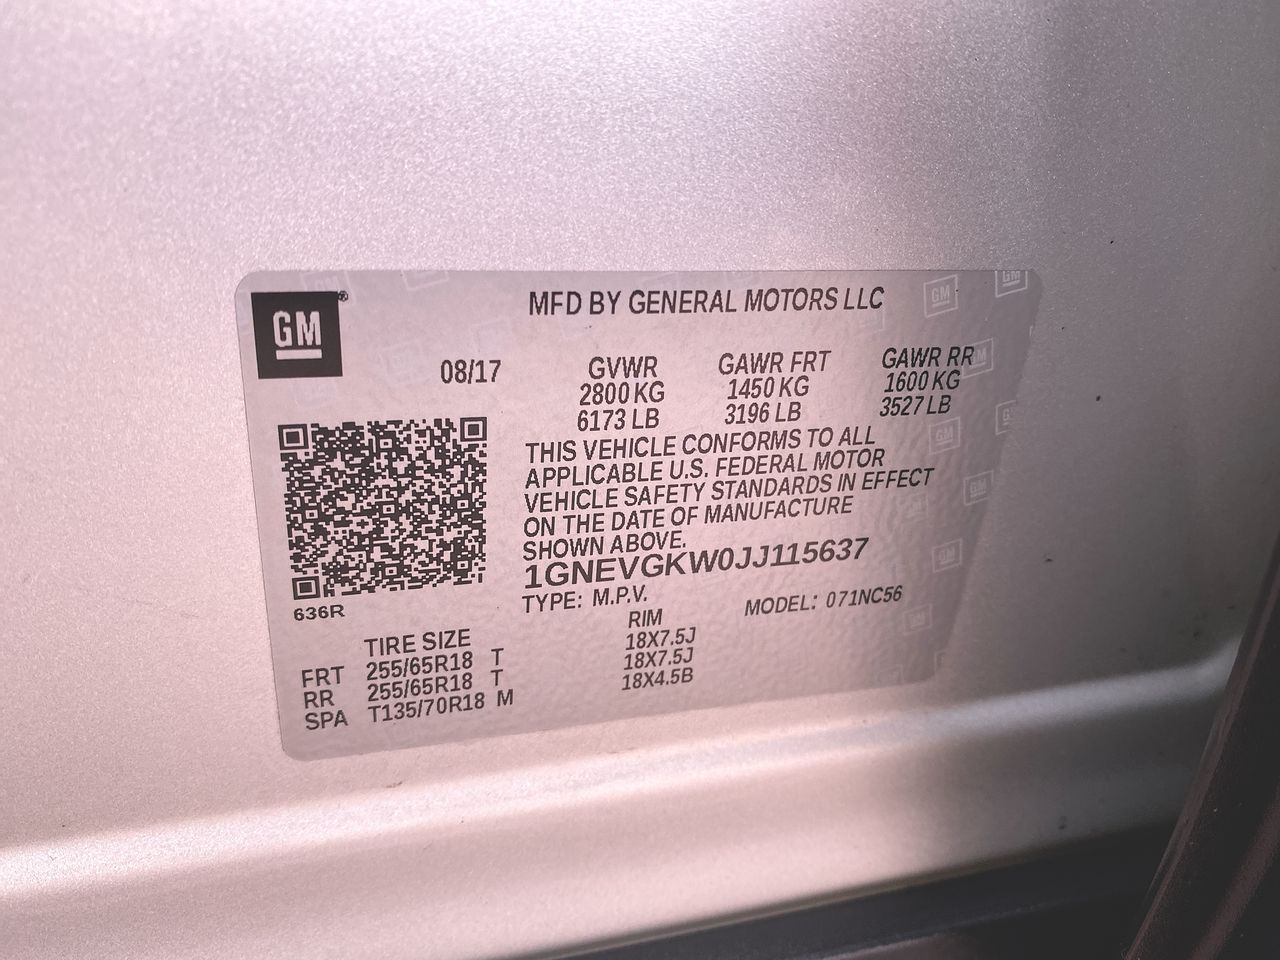 GM®
MFD BY GENERAL MOTORS LLC
08/17 GVWR GAWR FRT GAWR RR
2800 KG 1450 KG 1600 KG
6173 LB 3196 LB 3527 LB
THIS VEHICLE CONFORMS TO ALL
APPLICABLE U.S. FEDERAL MOTOR
VEHICLE SAFETY STANDARDS IN EFFECT
ON THE DATE OF MANUFACTURE
SHOWN ABOVE.
1GNEVGKW0JJ115637
TYPE: M.P.V. MODEL: 071NC56
636R
TIRE SIZE RIM
FRT 255/65R18 T 18X7.5J
RR 255/65R18 T 18X7.5J
SPA T135/70R18 M 18X4.5B